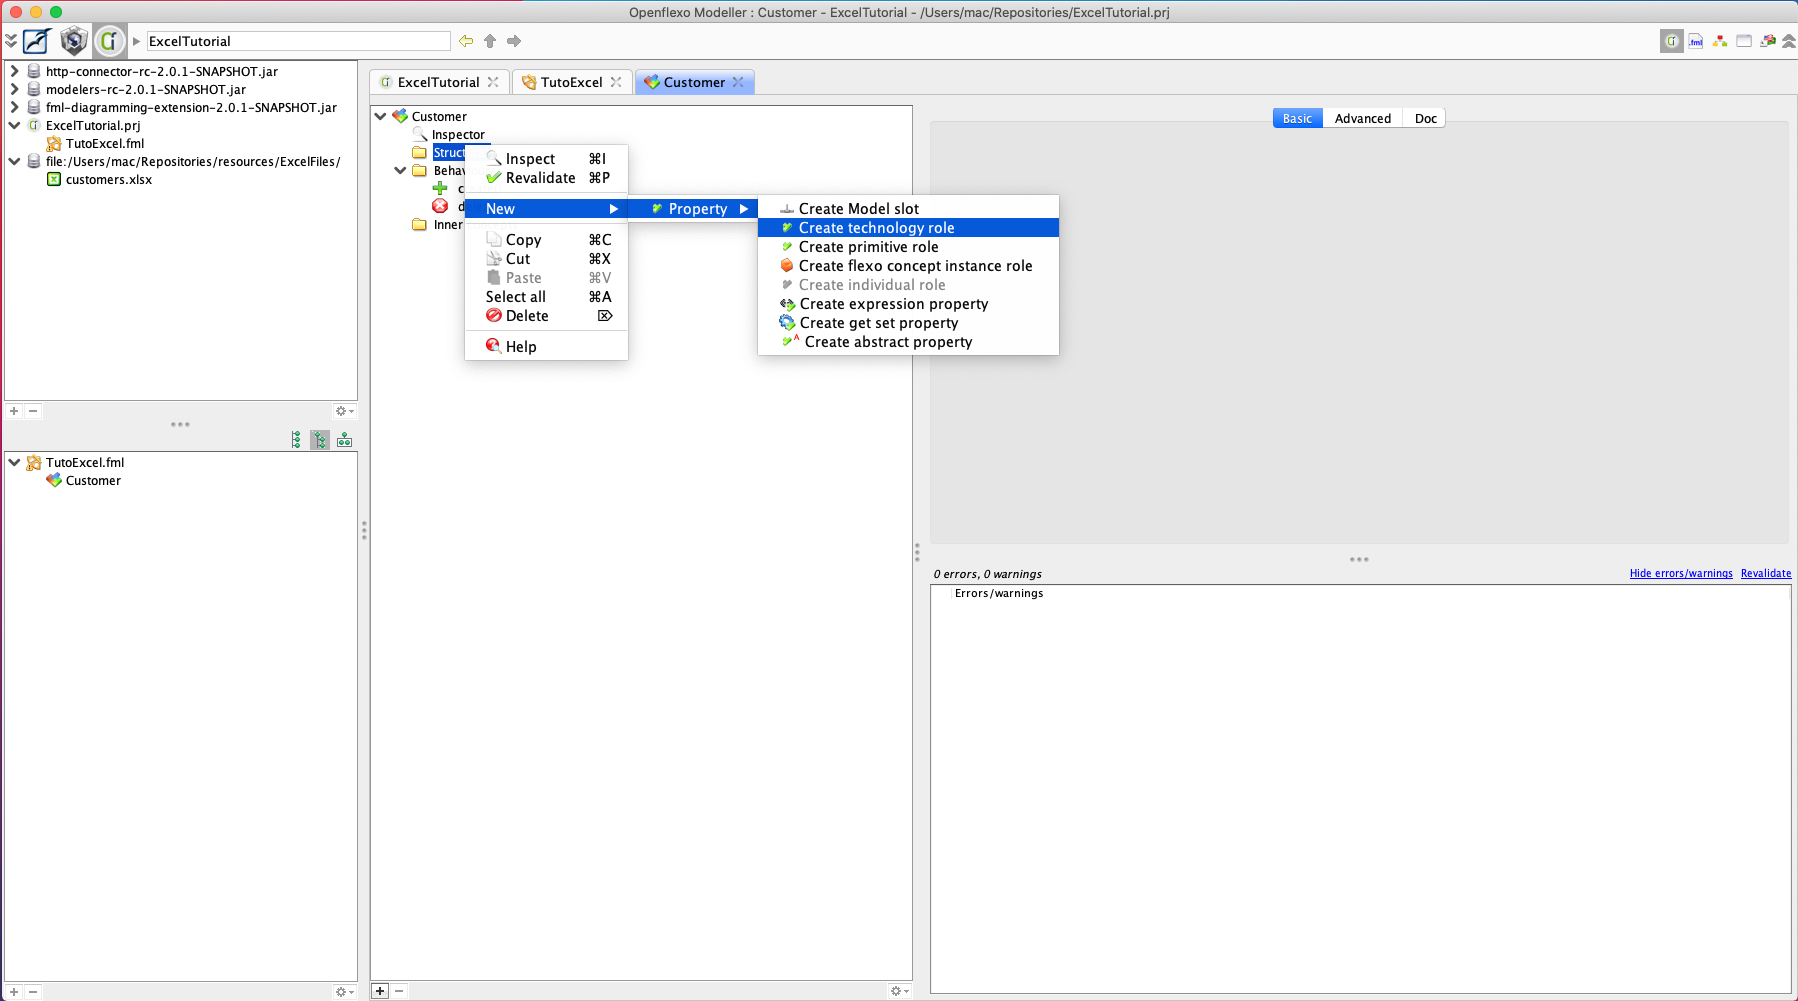 Openflexo Modeller : Customer - ExcelTutorial - /Users/mac/Repositories/ExcelTutorial.prj
ExcelTutorial
.fml
http-connector-rc-2.0.1-SNAPSHOT.jar
modelers-rc-2.0.1-SNAPSHOT.jar
fml-diagramming-extension-2.0.1-SNAPSHOT.jar
ExcelTutorial.prj
TutoExcel.fml
file:/Users/mac/Repositories/resources/ExcelFiles/
customers.xlsx
TutoExcel.fml
Customer
ExcelTutorial
TutoExcel
Customer
Customer
Inspector
Struct
Behav
Inner
Inspect ⌘I
Revalidate ⌘P
New
Copy ⌘C
Cut ⌘X
Paste ⌘V
Select all ⌘A
Delete ⌦
Help
Property
Create Model slot
Create technology role
Create primitive role
Create flexo concept instance role
Create individual role
Create expression property
Create get set property
Create abstract property
Basic Advanced Doc
0 errors, 0 warnings
Hide errors/warnings Revalidate
Errors/warnings